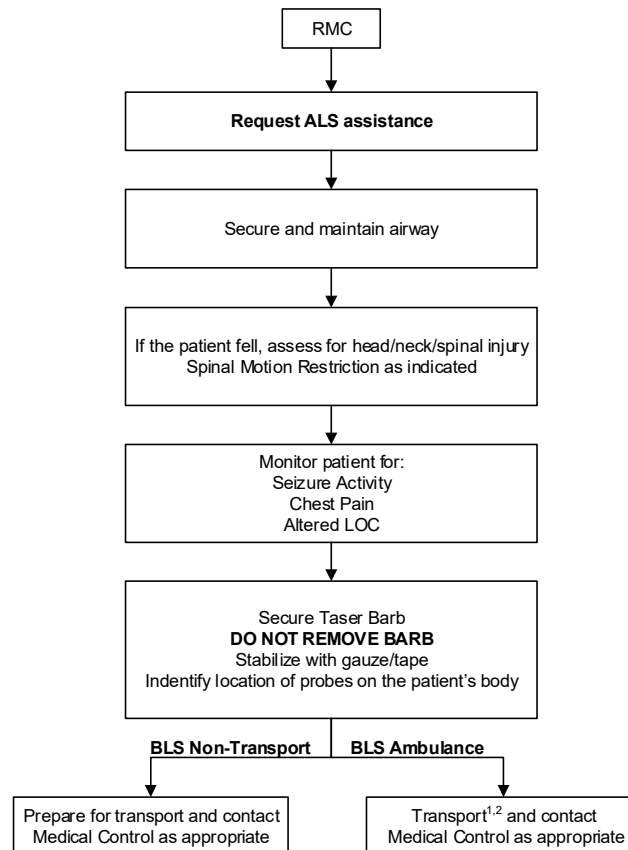 RMC
Request ALS assistance
Secure and maintain airway
If the patient fell, assess for head/neck/spinal injury
Spinal Motion Restriction as indicated
Monitor patient for:
Seizure Activity
Chest Pain
Altered LOC
Secure Taser Barb
DO NOT REMOVE BARB
Stabilize with gauze/tape
Indentify location of probes on the patient's body
BLS Non-Transport
BLS Ambulance
Prepare for transport and contact
Medical Control as appropriate
Transport1,2 and contact
Medical Control as appropriate